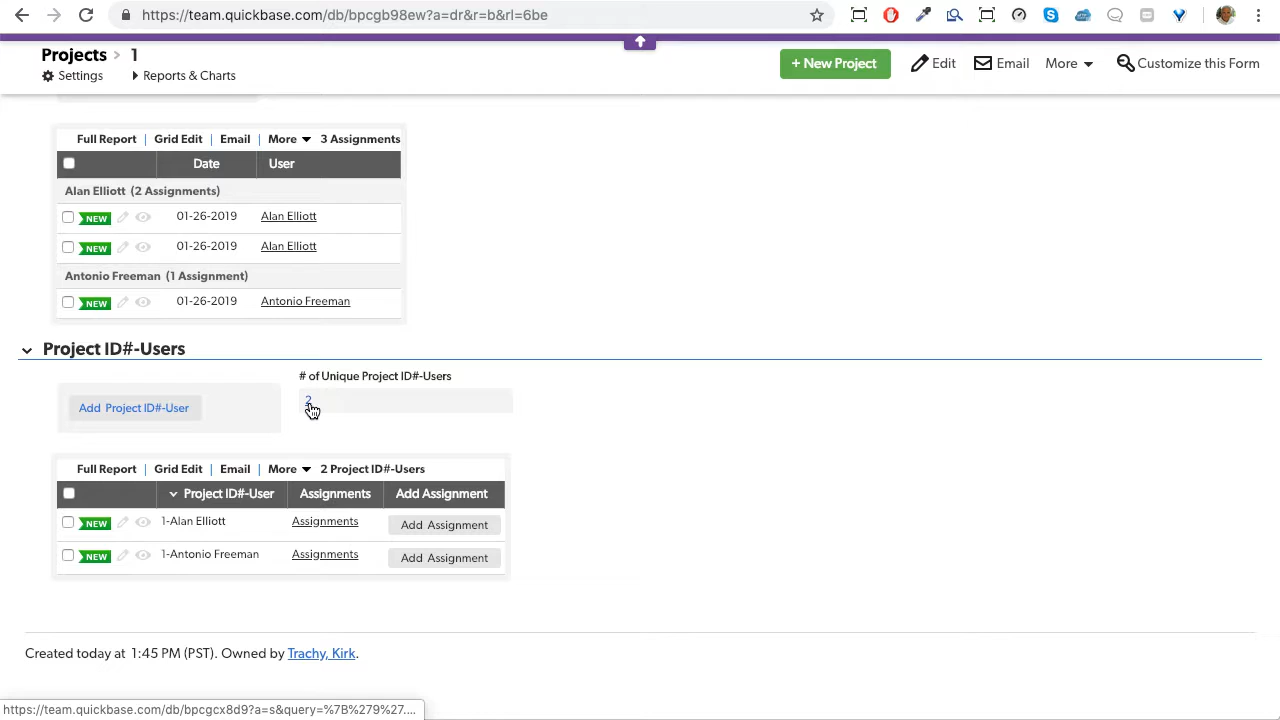 https://team.quickbase.com/db/bpcgb98ew?a=dr&r=b&rl=6be
Projects > 1
Settings Reports & Charts
+ New Project Edit Email More Customize this Form
Full Report | Grid Edit | Email | More 3 Assignments
Date User
Alan Elliott (2 Assignments)
NEW 01-26-2019 Alan Elliott
NEW 01-26-2019 Alan Elliott
Antonio Freeman (1 Assignment)
NEW 01-26-2019 Antonio Freeman
Project ID#-Users
# of Unique Project ID#-Users
2
Add Project ID#-User
Full Report | Grid Edit | Email | More 2 Project ID#-Users
Project ID#-User Assignments Add Assignment
NEW 1-Alan Elliott Assignments Add Assignment
NEW 1-Antonio Freeman Assignments Add Assignment
Created today at 1:45 PM (PST). Owned by Trachy, Kirk.
https://team.quickbase.com/db/bpcgcx8d9?a=s&query=%7B%279%27....